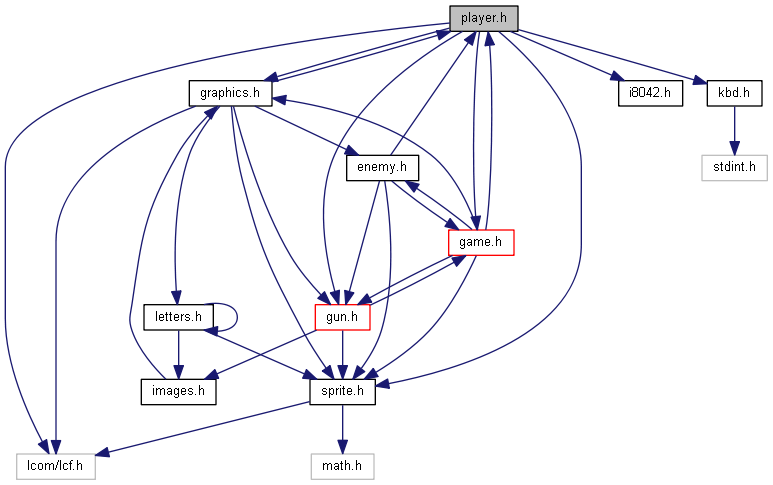 player.h
graphics.h
i8042.h
kbd.h
enemy.h
stdint.h
game.h
letters.h
gun.h
images.h
sprite.h
lcom/lcf.h
math.h